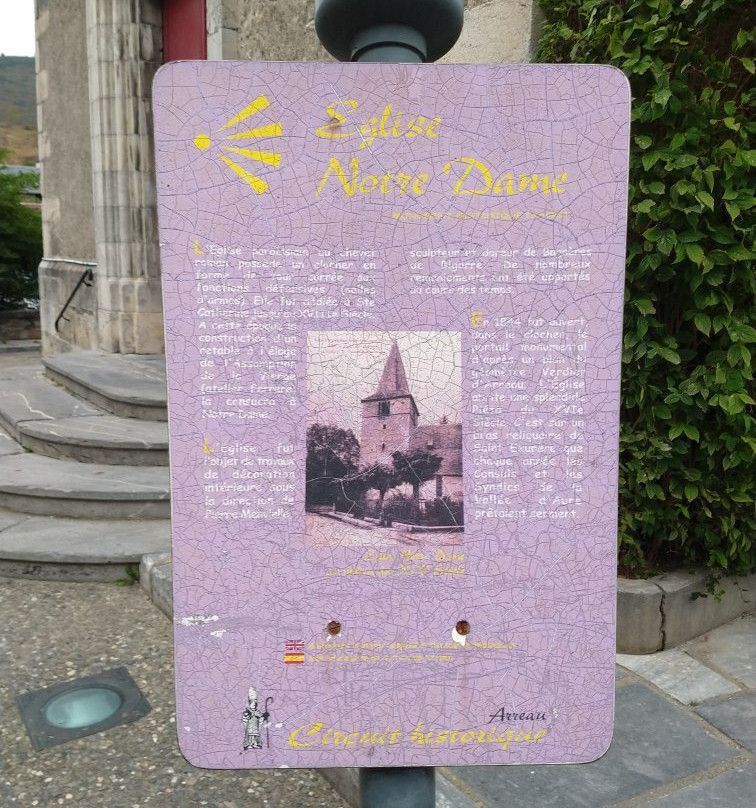 Eglise
Notre Dame
L'Eglise paroissiale au chevet
roman possède un clocher en
forme de tour carrée aux
fonctions défensives (salles
d'armes). Elle fut dédiée à Ste
Catherine jusqu'au XVIIe Siècle.
A cette époque la
construction d'un
retable à l'éloge
de l'Assomption
de la Vierge
(atelier Ferrère)
la consacra à
Notre Dame.
L'Eglise fut
l'objet de travaux
de décoration
intérieure sous
la direction de
Pierre
sculpteur et doreur de Bagnères
de Bigorre. De nombreux
remaniements ont été apportés
au cours des temps.
En 1844 fut ouvert
dans le clocher le
portail monumental
d'après un plan du
géomètre Verdier
d'Arreau. L'Eglise
abrite une splendide
Piéta du XVIe
Siècle. C'est sur un
bras reliquaire de
Saint Exupère que
chaque année les
Consuls et les
Syndics de la
Vallée d'Aure
prêtaient serment.
Notre Dame
Siècle
Arreau
Circuit historique